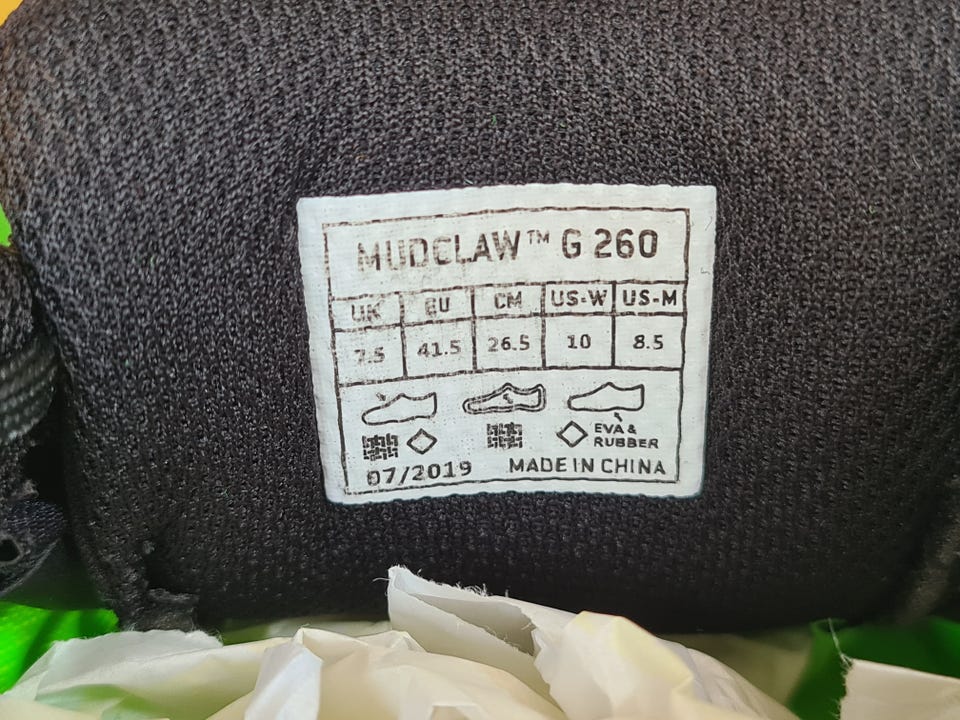 MUDCLAW™ G 260
UK EU CM US-W US-M
7.5 41.5 26.5 10 8.5
EVA &
RUBBER
07/2019 MADE IN CHINA